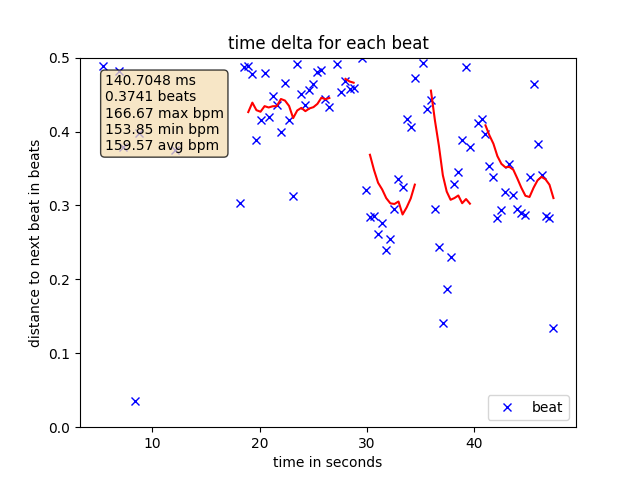 time delta for each beat
140.7048 ms
0.3741 beats
166.67 max bpm
153.85 min bpm
159.57 avg bpm
distance to next beat in beats
0.5
0.4
0.3
0.2
0.1
0.0
beat
10
20
30
40
time in seconds